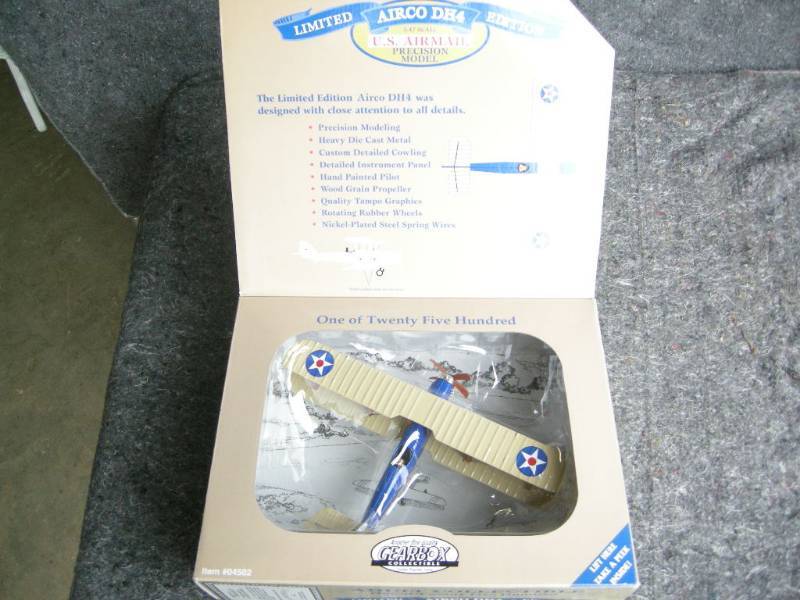 LIMITED AIRCO DH4 EDITION
U.S. AIRMAIL
PRECISION
MODEL
The Limited Edition Airco DH4 was
designed with close attention to all details.
• Precision Modeling
• Heavy Die Cast Metal
• Custom Detailed Cowling
• Detailed Instrument Panel
• Hand Painted Pilot
• Wood Grain Propeller
• Quality Tampo Graphics
• Rotating Rubber Wheels
• Nickel-Plated Steel Spring Wires
One of Twenty Five Hundred
GEARBOX
COLLECTIBLE
Item #04502
LIFT HERE
TAKE A PEEK
INSIDE!